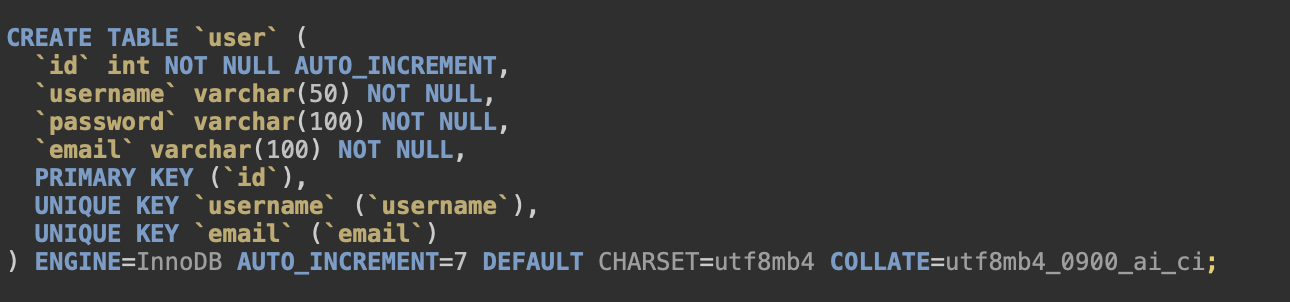 CREATE TABLE `user` (
  `id` int NOT NULL AUTO_INCREMENT,
  `username` varchar(50) NOT NULL,
  `password` varchar(100) NOT NULL,
  `email` varchar(100) NOT NULL,
  PRIMARY KEY (`id`),
  UNIQUE KEY `username` (`username`),
  UNIQUE KEY `email` (`email`)
) ENGINE=InnoDB AUTO_INCREMENT=7 DEFAULT CHARSET=utf8mb4 COLLATE=utf8mb4_0900_ai_ci;